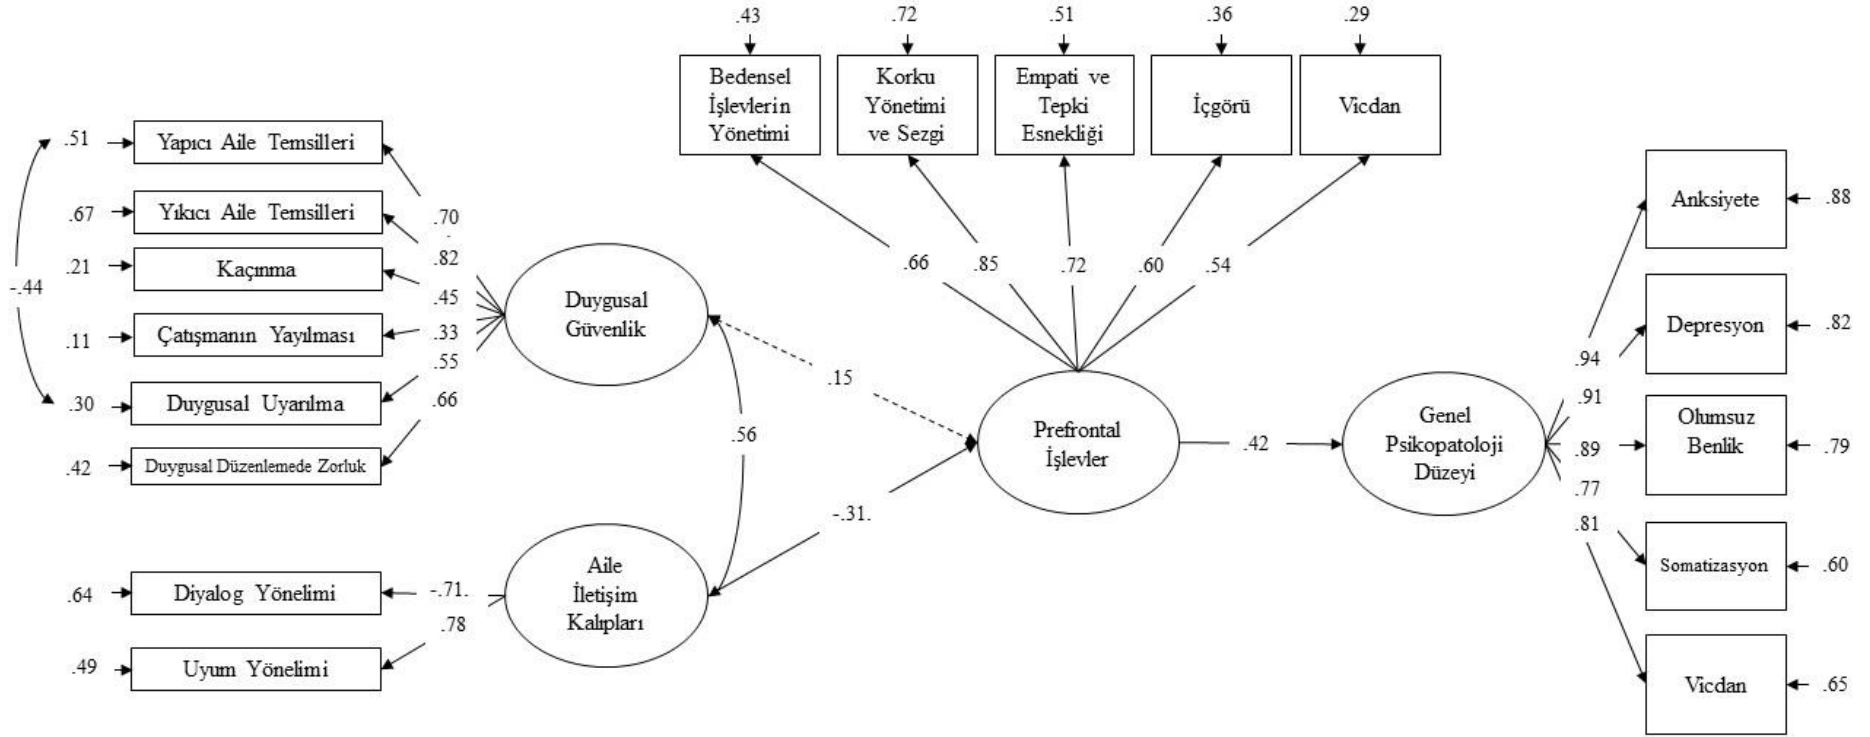 .43
.72
.51
.36
.29
Bedensel
İşlevlerin
Yönetimi
Korku
Yönetimi
ve Sezgi
Empati ve
Tepki
Esnekliği
İçgörü
Vicdan
.51
Yapıcı Aile Temsilleri
.67
Yıkıcı Aile Temsilleri
.21
Kaçınma
-.44
.11
Çatışmanın Yayılması
.30
Duygusal Uyarılma
.42
Duygusal Düzenlemede Zorluk
.70
.82
.45
.33
.55
.66
Duygusal
Güvenlik
.66
.85
.72
.60
.54
.15
.56
-.31.
Prefrontal
İşlevler
.42
Genel
Psikopatoloji
Düzeyi
.94
.91
.89
.77
.81
Anksiyete
.88
Depresyon
.82
Olumsuz
Benlik
.79
Somatizasyon
.60
Vicdan
.65
.64
Diyalog Yönelimi
-.71.
.78
.49
Uyum Yönelimi
Aile
İletişim
Kalıpları